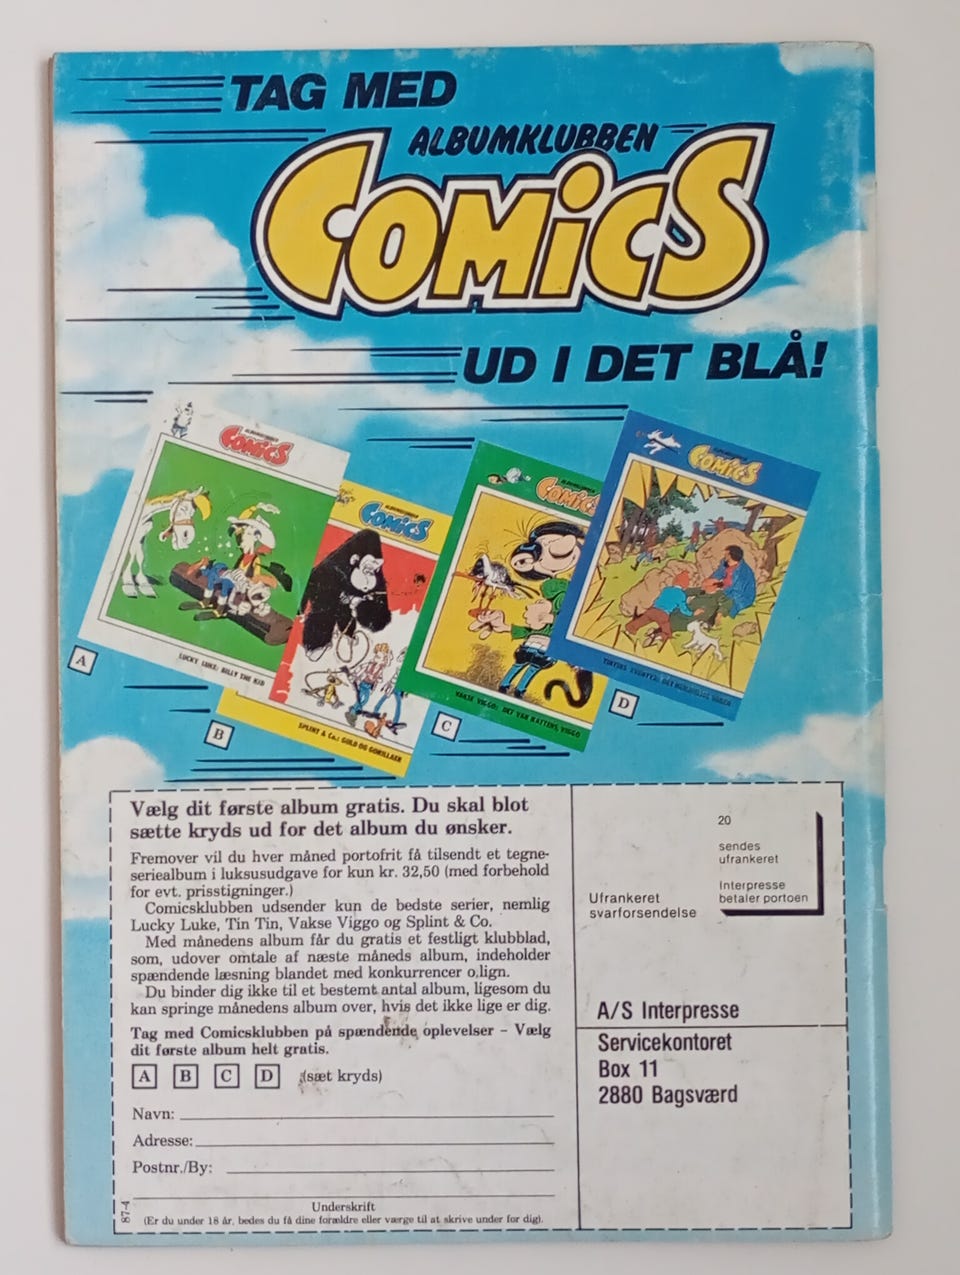 TAG MED
ALBUMKLUBBEN
COMICS
UD I DET BLÅ!
COMICS
LUCKY LUKE: BILLY THE KID
A
COMICS
SPLINT & Co.: GULD OG GORILLAER
B
COMICS
VAKSE VIGGO: DET VAR KATTENS, VIGGO
C
COMICS
TINTINS EVENTYR: DET HEMMELIGE VÅBEN
D
Vælg dit første album gratis. Du skal blot
sætte kryds ud for det album du ønsker.
Fremover vil du hver måned portofrit få tilsendt et tegne-
seriealbum i luksusudgave for kun kr. 32,50 (med forbehold
for evt. prisstigninger.)
Comicsklubben udsender kun de bedste serier, nemlig
Lucky Luke, Tin Tin, Vakse Viggo og Splint & Co.
Med månedens album får du gratis et festligt klubblad,
som, udover omtale af næste måneds album, indeholder
spændende læsning blandet med konkurrencer o.lign.
Du binder dig ikke til et bestemt antal album, ligesom du
kan springe månedens album over, hvis det ikke lige er dig.
Tag med Comicsklubben på spændende oplevelser – Vælg
dit første album helt gratis.
A B C D (sæt kryds)
Navn:
Adresse:
Postnr./By:
Underskrift
(Er du under 18 år, bedes du få dine forældre eller værge til at skrive under for dig).
87-4
20
sendes
ufrankeret
Interpresse
betaler portoen
Ufrankeret
svarforsendelse
A/S Interpresse
Servicekontoret
Box 11
2880 Bagsværd